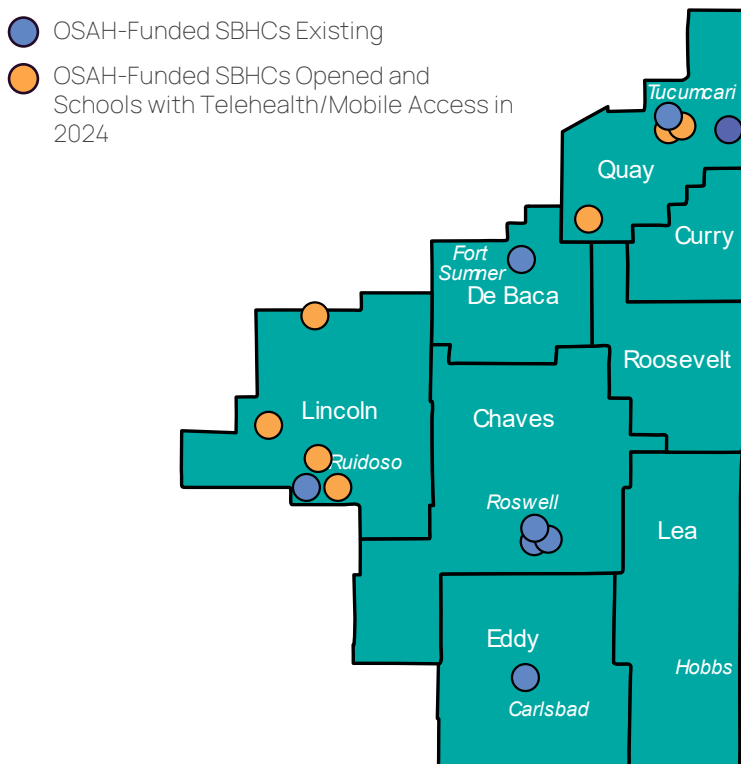 OSAH-Funded SBHCs Existing
OSAH-Funded SBHCs Opened and
Schools with Telehealth/Mobile Access in
2024
Tucumcari
Quay
Curry
Fort
Sumner
De Baca
Roosevelt
Lincoln
Chaves
Ruidoso
Roswell
Lea
Eddy
Hobbs
Carlsbad